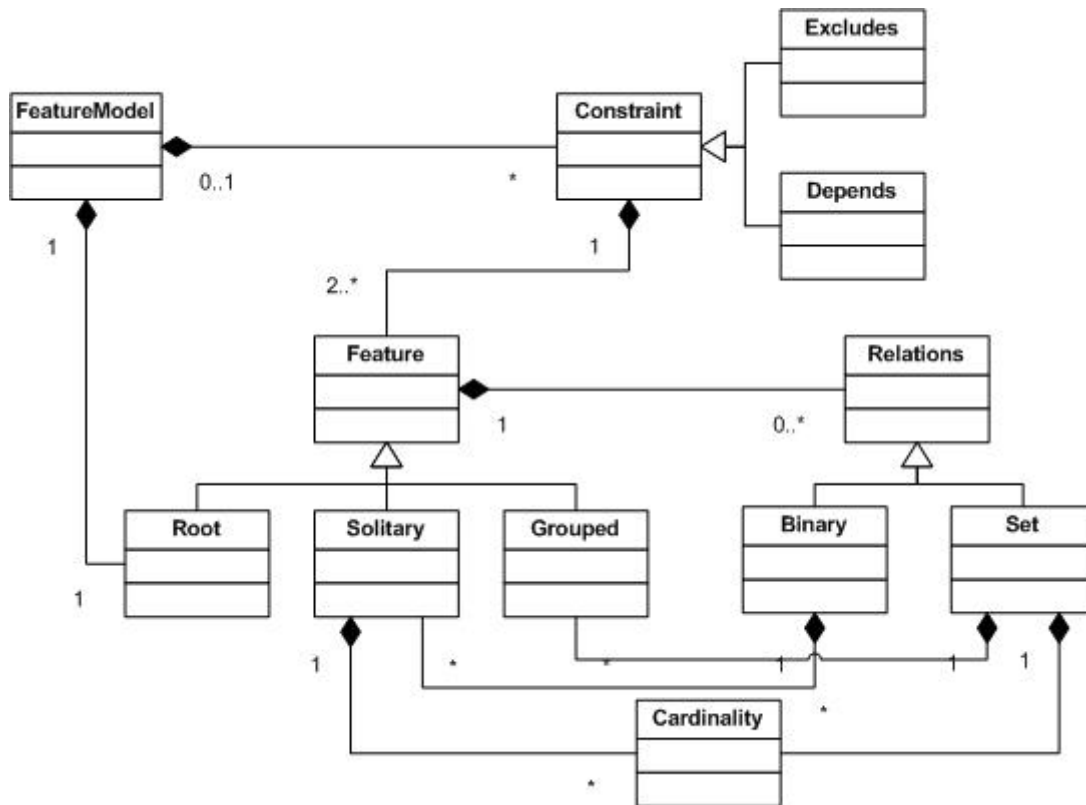 Excludes
FeatureModel
Constraint
0..1
*
Depends
1
1
2..*
Feature
Relations
1
0..*
Root
Solitary
Grouped
Binary
Set
1
1
*
*
1
1
1
Cardinality
*
*